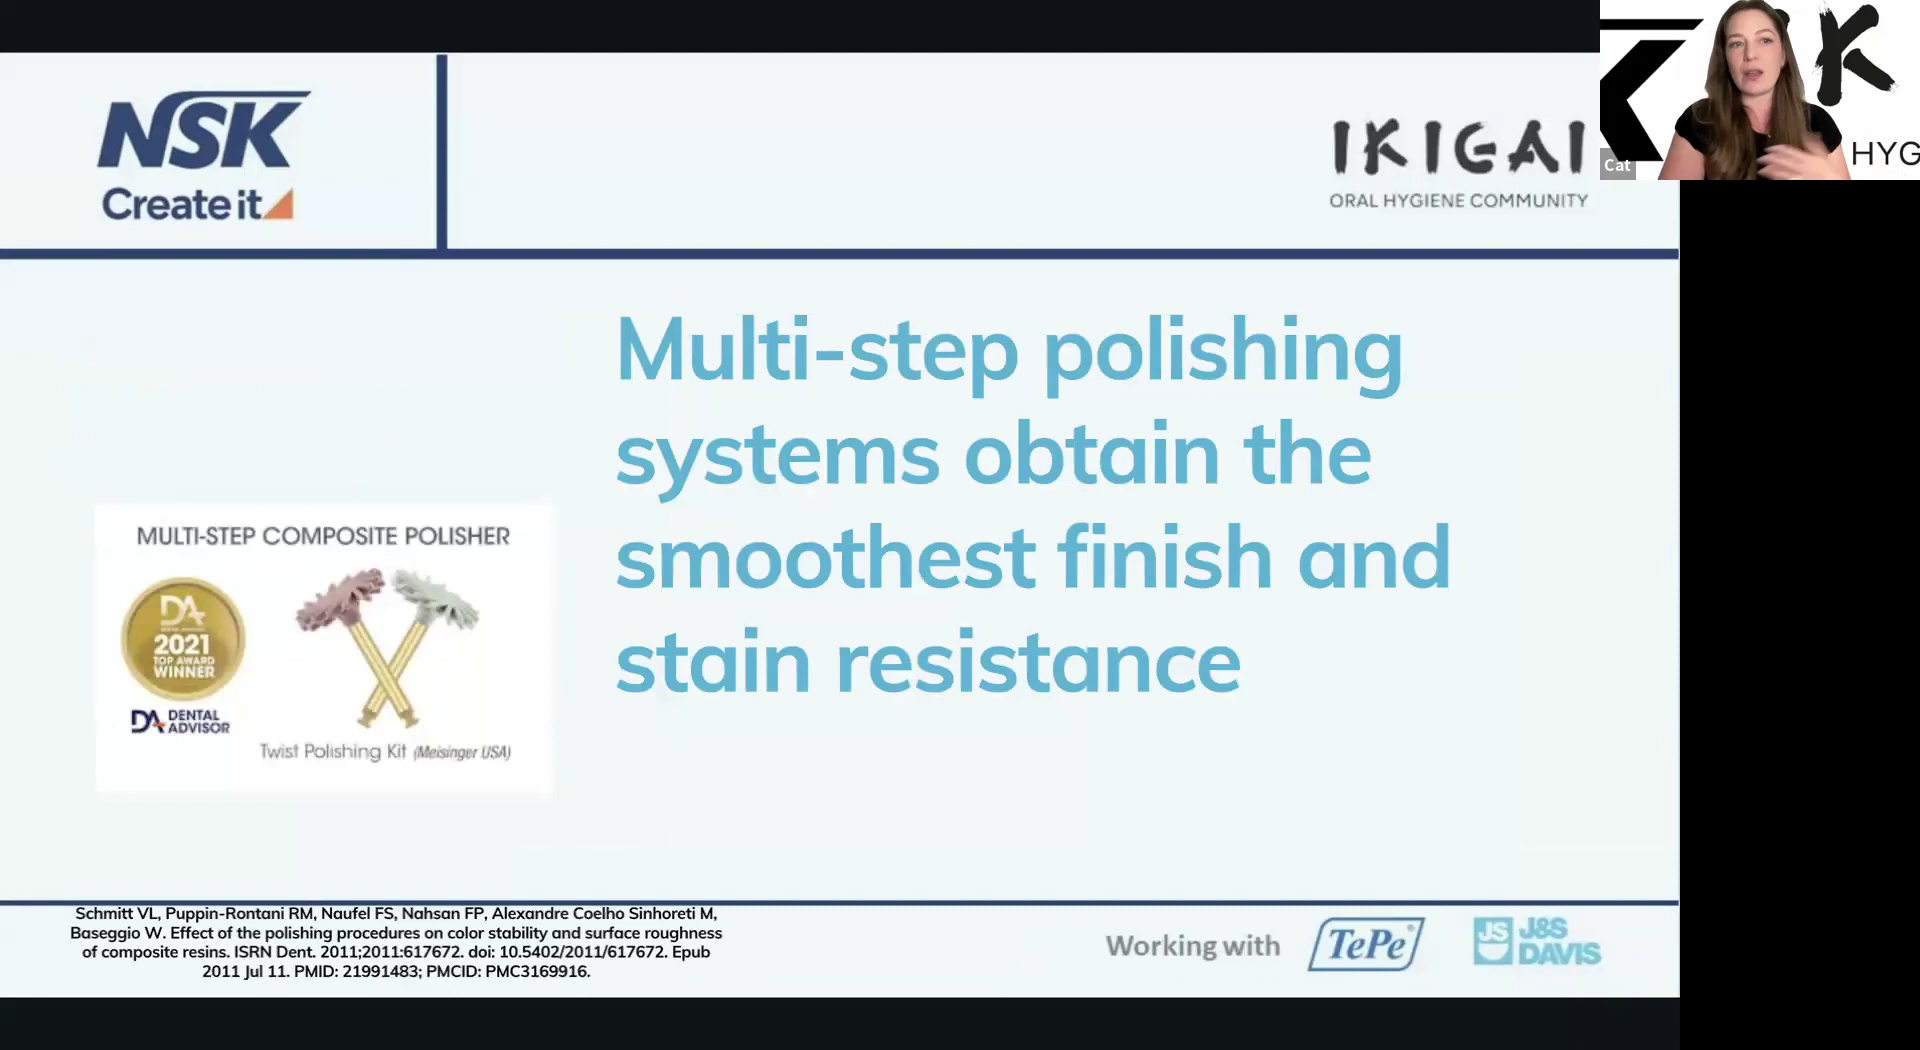 NSK
Create it
IKIGAI
ORAL HYGIENE COMMUNITY
K
HYG
Cat
Multi-step polishing
systems obtain the
smoothest finish and
stain resistance
MULTI-STEP COMPOSITE POLISHER
DA
2021
TOP AWARD
WINNER
DA DENTAL
ADVISOR
Twist Polishing Kit (Meisinger USA)
Schmitt VL, Puppin-Rontani RM, Naufel FS, Nahsan FP, Alexandre Coelho Sinhoreti M,
Baseggio W. Effect of the polishing procedures on color stability and surface roughness
of composite resins. ISRN Dent. 2011;2011:617672. doi: 10.5402/2011/617672. Epub
2011 Jul 11. PMID: 21991483; PMCID: PMC3169916.
Working with
TePe®
JS
J&S
DAVIS